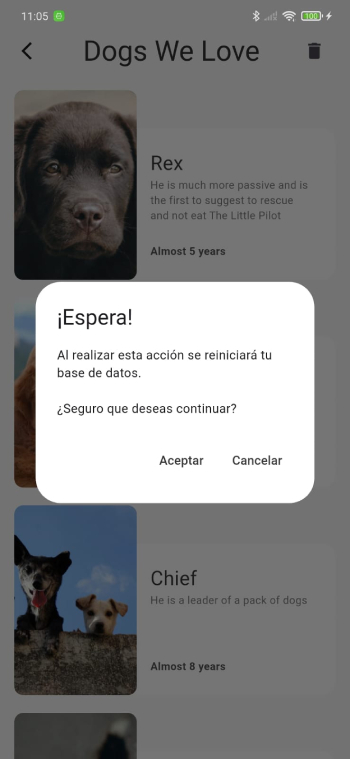 11:05
100
Dogs We Love
Rex
He is much more passive and is
the first to suggest to rescue
and not eat The Little Pilot
Almost 5 years
¡Espera!
Al realizar esta acción se reiniciará tu
base de datos.
¿Seguro que deseas continuar?
Aceptar Cancelar
Chief
He is a leader of a pack of dogs
Almost 8 years